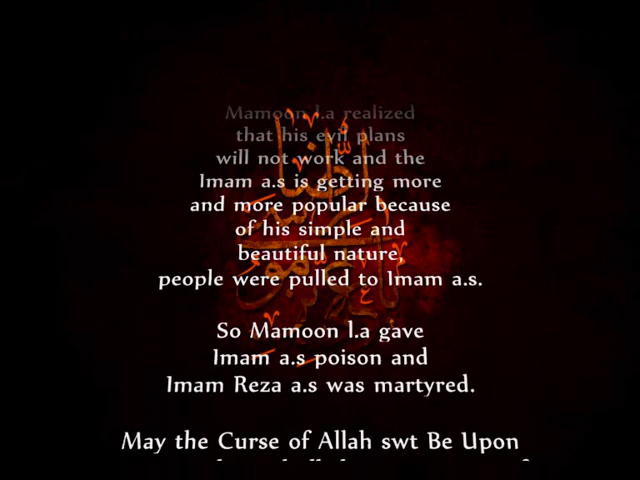 Mamoon l.a realized
that his evil plans
will not work and the
Imam a.s is getting more
and more popular because
of his simple and
beautiful nature,
people were pulled to Imam a.s.
So Mamoon l.a gave
Imam a.s poison and
Imam Reza a.s was martyred.
May the Curse of Allah swt Be Upon